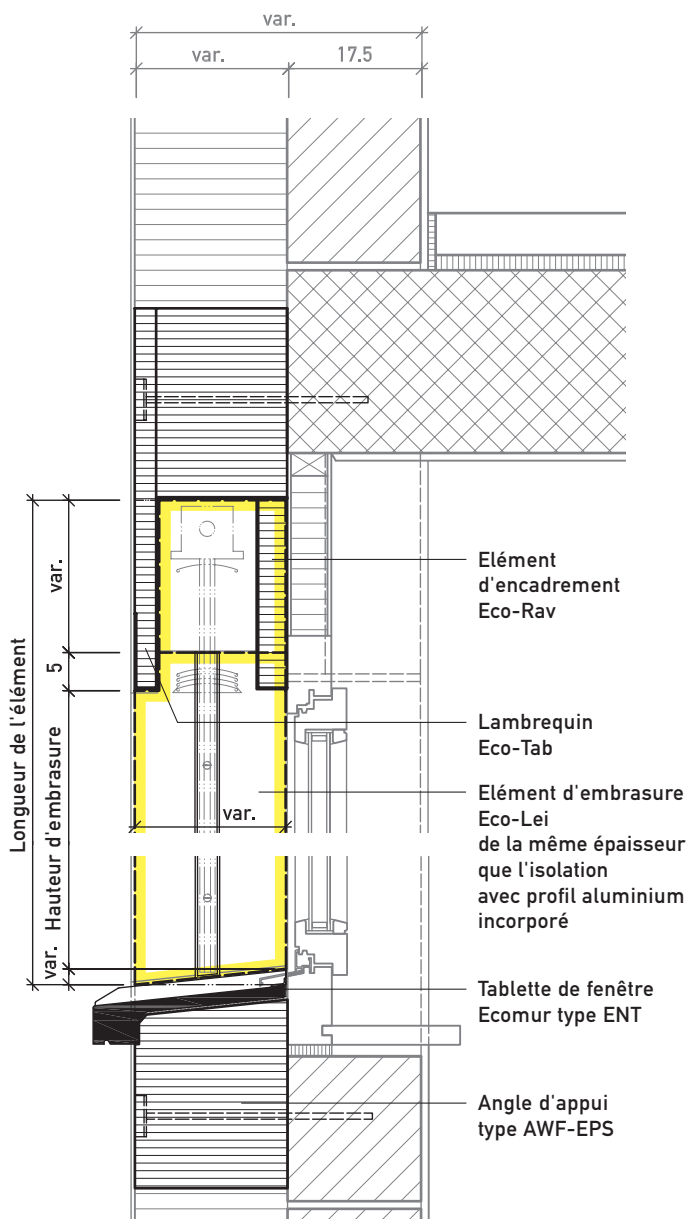 var.
var.
17.5
Elément
d'encadrement
Eco-Rav
var.
5
Longueur de l'élément
Hauteur d'embrasure
var.
Lambrequin
Eco-Tab
var.
Elément d'embrasure
Eco-Lei
de la même épaisseur
que l'isolation
avec profil aluminium
incorporé
Tablette de fenêtre
Ecomur type ENT
Angle d'appui
type AWF-EPS